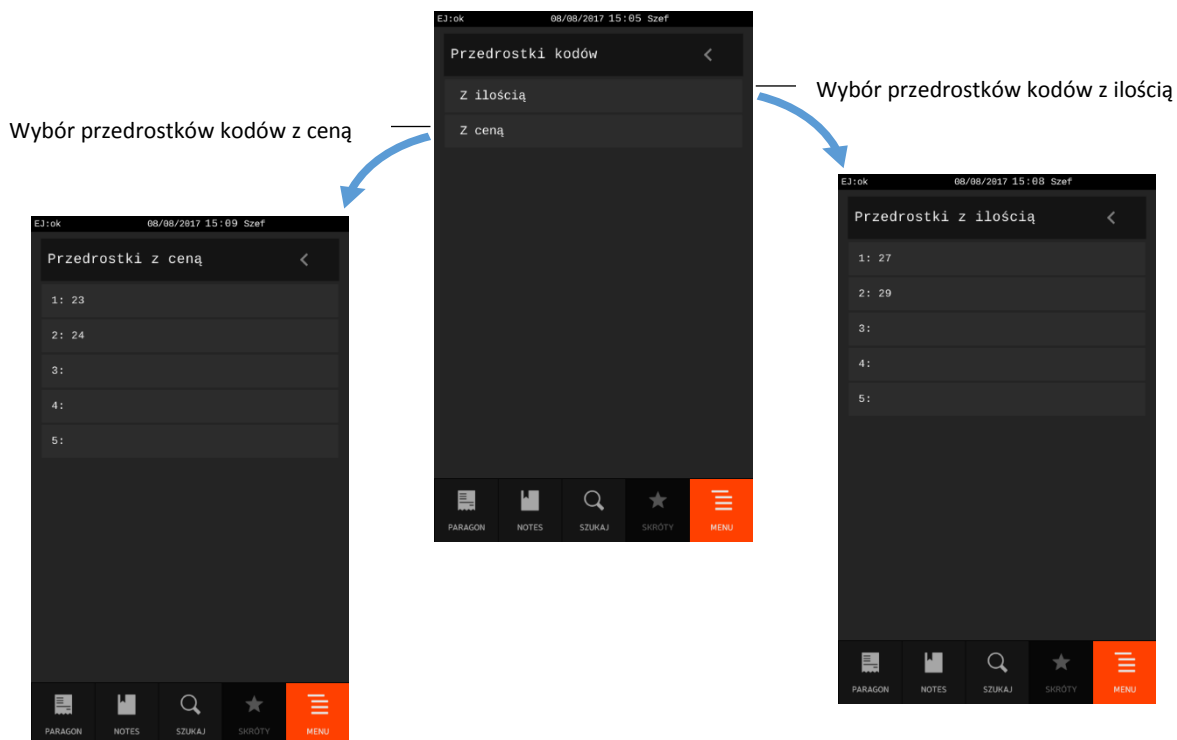 EJ:ok 08/08/2017 15:05 Szef
Przedrostki kodów
Z ilością
Z ceną
PARAGON NOTES SZUKAJ SKRÓTY MENU
Wybór przedrostków kodów z ceną
Wybór przedrostków kodów z ilością
EJ:ok 08/08/2017 15:09 Szef
Przedrostki z ceną
1: 23
2: 24
3:
4:
5:
PARAGON NOTES SZUKAJ SKRÓTY MENU
EJ:ok 08/08/2017 15:08 Szef
Przedrostki z ilością
1: 27
2: 29
3:
4:
5:
PARAGON NOTES SZUKAJ SKRÓTY MENU